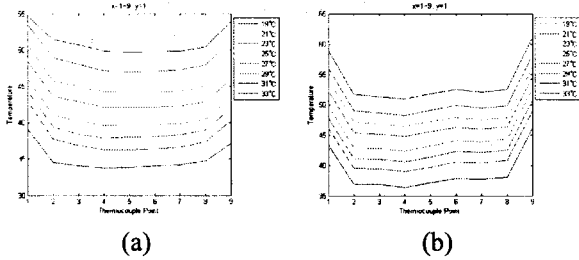 x=1-9 y=1
55
50
45
40
35
30
1 2 3 4 5 6 7 8 9
Temperature
Thermocouple Point
19°C
21°C
23°C
25°C
27°C
29°C
31°C
33°C
(a)
x=1-9 y=1
65
60
55
50
45
40
35
1 2 3 4 5 6 7 8 9
Temperature
Thermocouple Point
19°C
21°C
23°C
25°C
27°C
29°C
31°C
33°C
(b)